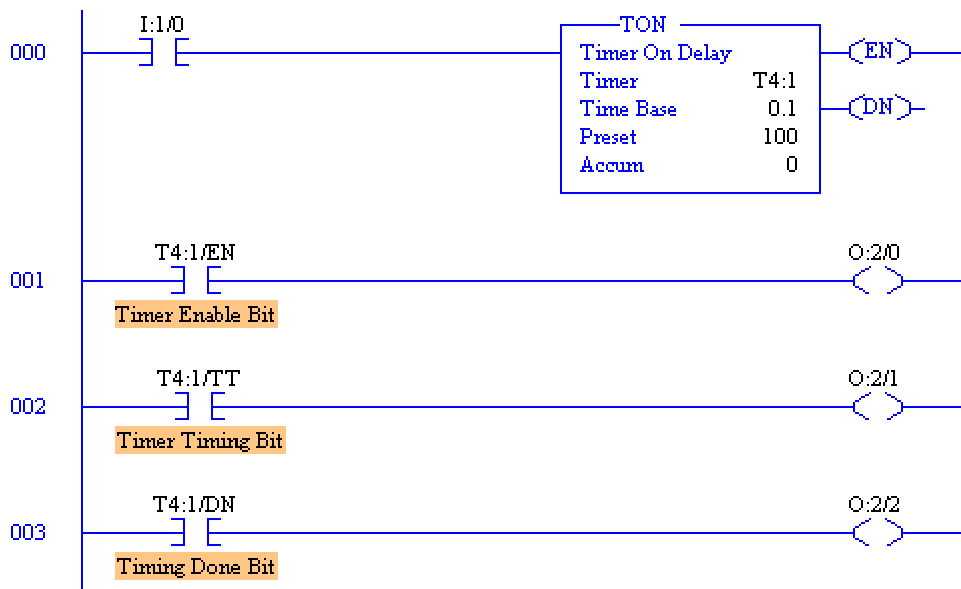 I:1/0
TON
000
Timer On Delay
EN
Timer T4:1
Time Base 0.1
DN
Preset 100
Accum 0
T4:1/EN O:2/0
001
Timer Enable Bit
T4:1/TT O:2/1
002
Timer Timing Bit
T4:1/DN O:2/2
003
Timing Done Bit